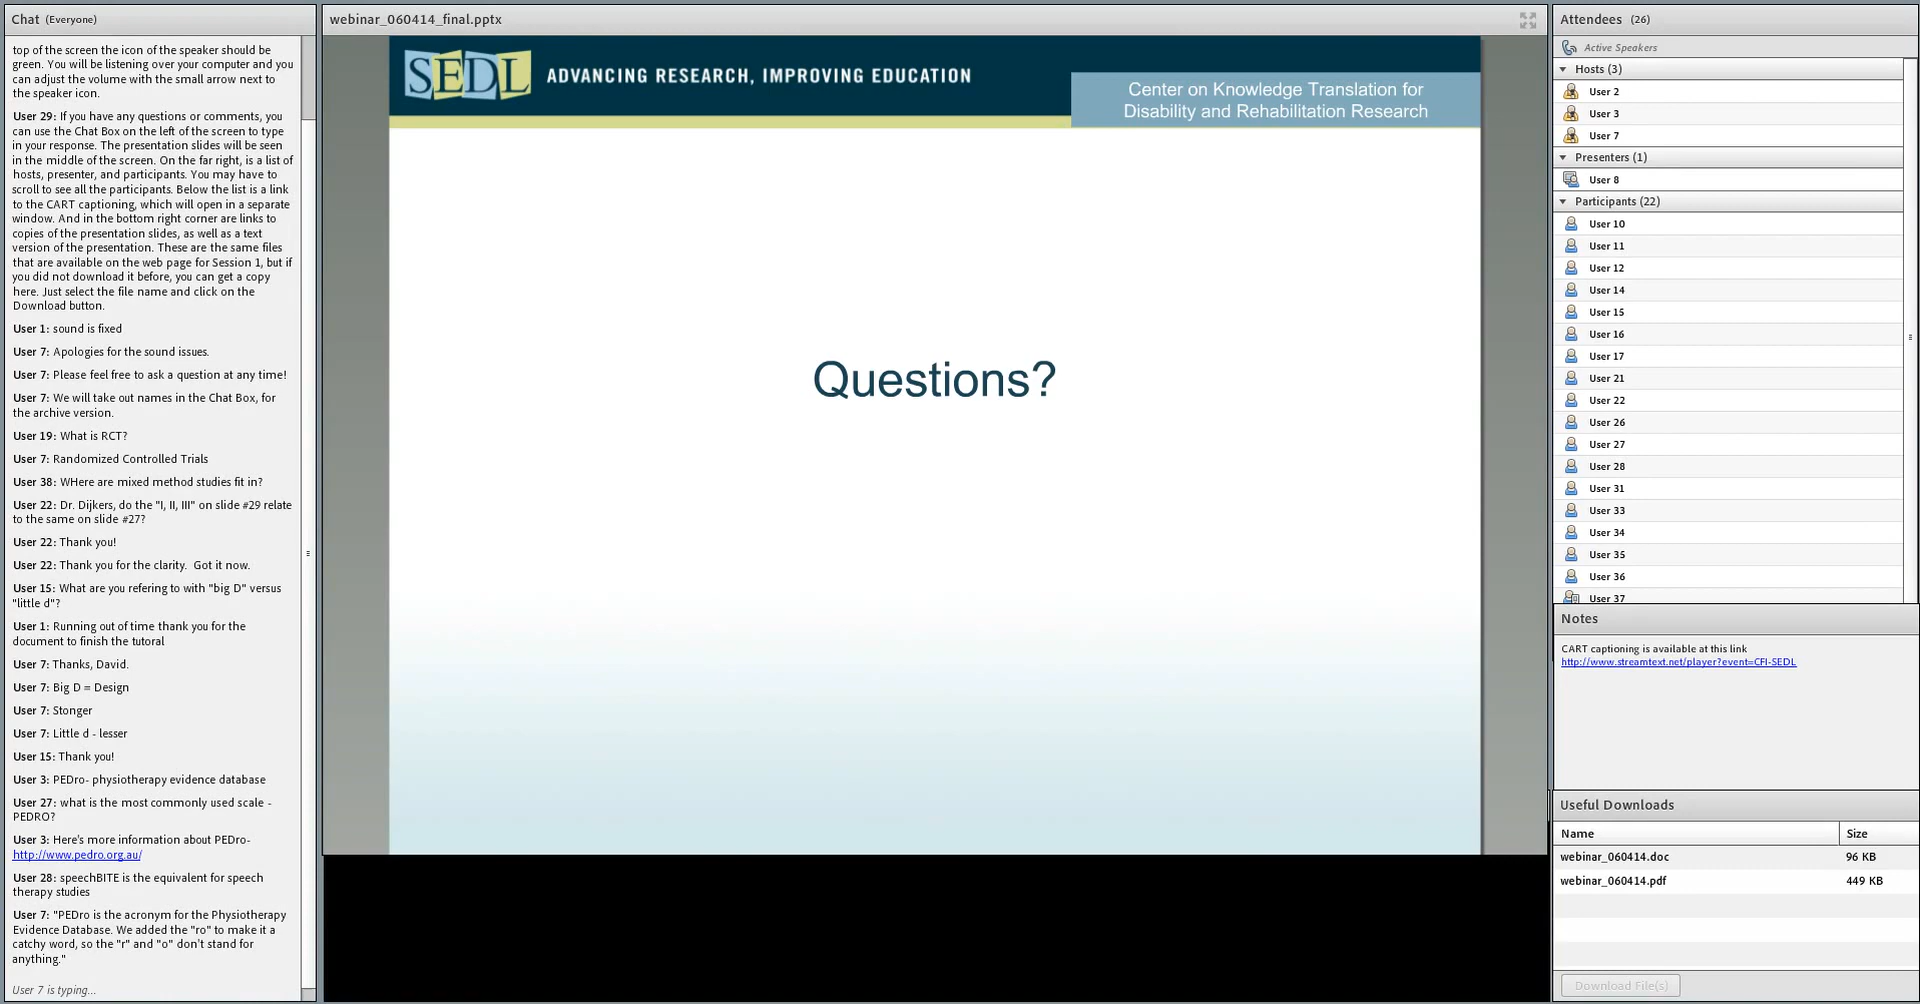 Chat (Everyone)
top of the screen the icon of the speaker should be
green. You will be listening over your computer and you
can adjust the volume with the small arrow next to
the speaker icon.
User 29: If you have any questions or comments, you
can use the Chat Box on the left of the screen to type
in your response. The presentation slides will be seen
in the middle of the screen. On the far right, is a list of
hosts, presenter, and participants. You may have to
scroll to see all the participants. Below the list is a link
to the CART captioning, which will open in a separate
window. And in the bottom right corner are links to
copies of the presentation slides, as well as a text
version of the presentation. These are the same files
that are available on the web page for Session 1, but if
you did not download it before, you can get a copy
here. Just select the file name and click on the
Download button.
User 1: sound is fixed
User 7: Apologies for the sound issues.
User 7: Please feel free to ask a question at any time!
User 7: We will take out names in the Chat Box, for
the archive version.
User 19: What is RCT?
User 7: Randomized Controlled Trials
User 38: WHere are mixed method studies fit in?
User 22: Dr. Dijkers, do the "I, II, III" on slide #29 relate
to the same on slide #27?
User 22: Thank you!
User 22: Thank you for the clarity.  Got it now.
User 15: What are you refering to with "big D" versus
"little d"?
User 1: Running out of time thank you for the
document to finish the tutoral
User 7: Thanks, David.
User 7: Big D = Design
User 7: Stonger
User 7: Little d - lesser
User 15: Thank you!
User 3: PEDro- physiotherapy evidence database
User 27: what is the most commonly used scale -
PEDRO?
User 3: Here's more information about PEDro-
http://www.pedro.org.au/
User 28: speechBITE is the equivalent for speech
therapy studies
User 7: "PEDro is the acronym for the Physiotherapy
Evidence Database. We added the "ro" to make it a
catchy word, so the "r" and "o" don't stand for
anything."
User 7 is typing...
webinar_060414_final.pptx
SEDL ADVANCING RESEARCH, IMPROVING EDUCATION
Center on Knowledge Translation for
Disability and Rehabilitation Research
Questions?
Attendees (26)
Active Speakers
Hosts (3)
User 2
User 3
User 7
Presenters (1)
User 8
Participants (22)
User 10
User 11
User 12
User 14
User 15
User 16
User 17
User 21
User 22
User 26
User 27
User 28
User 31
User 33
User 34
User 35
User 36
User 37
Notes
CART captioning is available at this link
http://www.streamtext.net/player?event=CFI-SEDL
Useful Downloads
Name Size
webinar_060414.doc 96 KB
webinar_060414.pdf 449 KB
Download File(s)